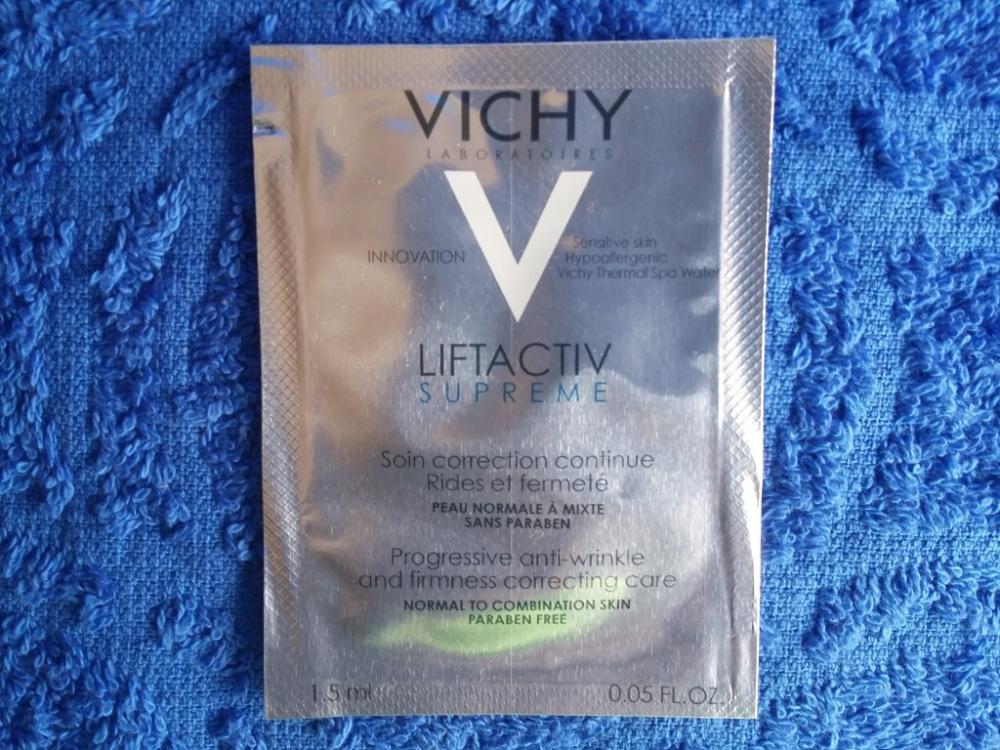 VICHY
LABORATOIRES
V
INNOVATION
Sensitive skin
Hypoallergenic
Vichy Thermal Spa Water
LIFTACTIV
SUPREME
Soin correction continue
Rides et fermeté
PEAU NORMALE À MIXTE
SANS PARABEN
Progressive anti-wrinkle
and firmness correcting care
NORMAL TO COMBINATION SKIN
PARABEN FREE
1.5 ml 0.05 FL.OZ.